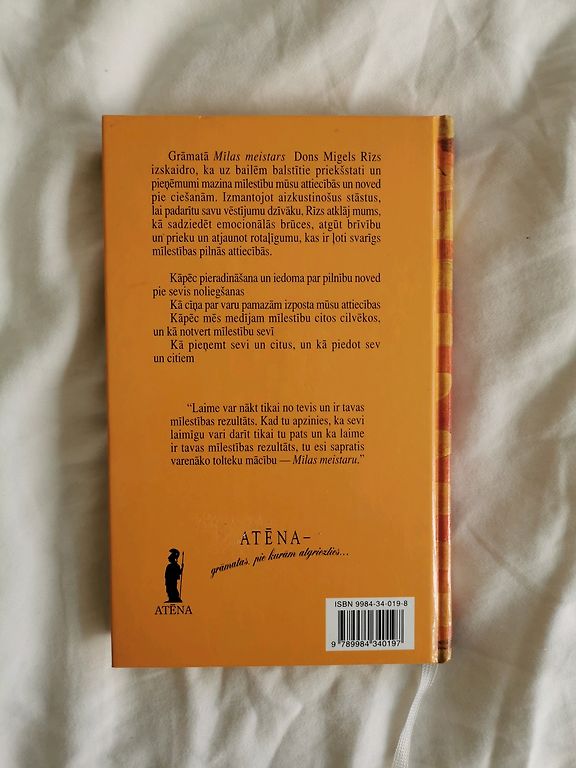 Grāmatā Mīlas meistars Dons Migels Rīzs
izskaidro, ka uz bailēm balstītie priekšstati un
pieņēmumi mazina mīlestību mūsu attiecībās un noved
pie ciešanām. Izmantojot aizkustinošus stāstus,
lai padarītu savu vēstījumu dzīvāku, Rīzs atklāj mums,
kā sadziedēt emocionālās brūces, atgūt brīvību
un prieku un atjaunot rotaļīgumu, kas ir ļoti svarīgs
mīlestības pilnās attiecībās.
Kāpēc pieradināšana un iedoma par pilnību noved
pie sevis noliegšanas
Kā cīņa par varu pamazām izposta mūsu attiecības
Kāpēc mēs medījam mīlestību citos cilvēkos,
un kā notvert mīlestību sevī
Kā pieņemt sevi un citus, un kā piedot sev
un citiem
“Laime var nākt tikai no tevis un ir tavas
mīlestības rezultāts. Kad tu apzinies, ka sevi
laimīgu vari darīt tikai tu pats un ka laime
ir tavas mīlestības rezultāts, tu esi sapratis
varenāko tolteku mācību — Mīlas meistaru.”
ATĒNA–
grāmatas, pie kurām atgriezties...
ATĒNA
ISBN 9984-34-019-8
9 789984 340197